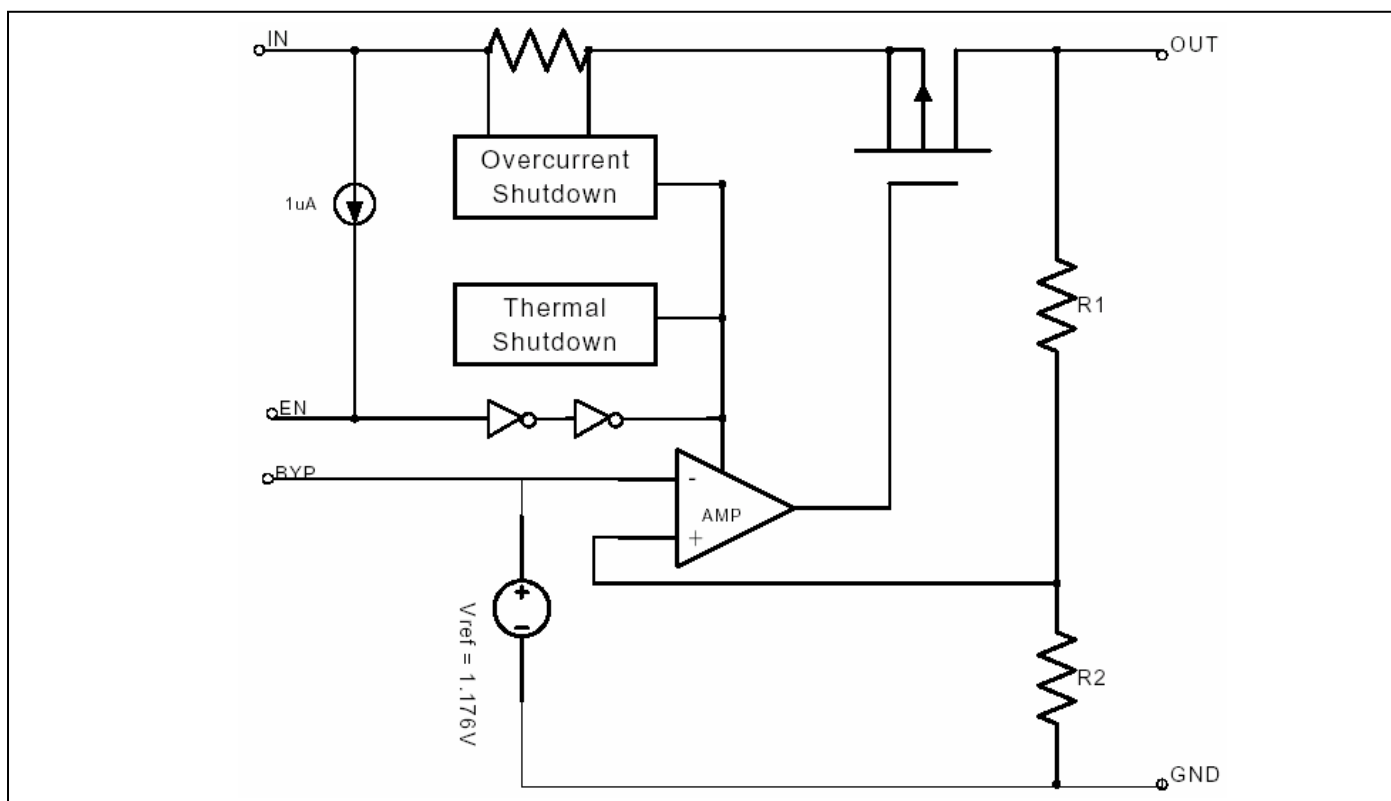 IN
OUT
Overcurrent
Shutdown
1uA
Thermal
Shutdown
R1
EN
BYP
-
AMP
+
+
-
Vref = 1.176V
R2
GND